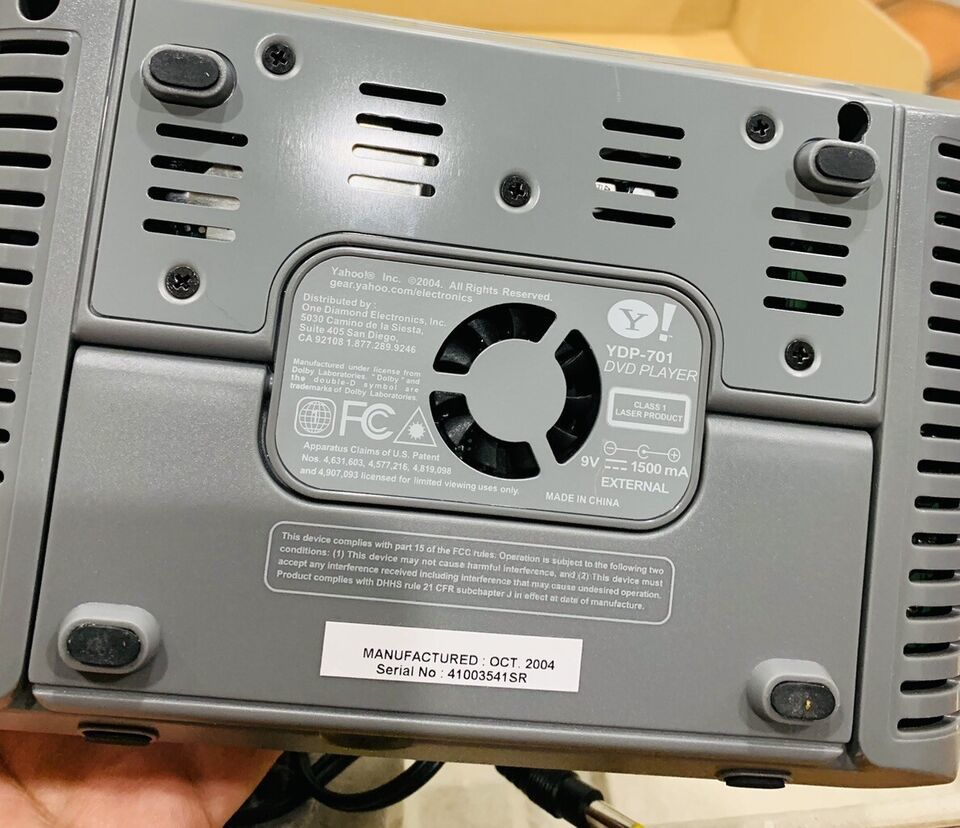 Yahoo!® Inc. ©2004. All Rights Reserved.
gear.yahoo.com/electronics
Distributed by :
One Diamond Electronics, Inc.
5030 Camino de la Siesta,
Suite 405 San Diego,
CA 92108 1.877.289.9246
Manufactured under license from
Dolby Laboratories. "Dolby" and
the double-D symbol are
trademarks of Dolby Laboratories.
FC
Apparatus Claims of U.S. Patent
Nos. 4,631,603, 4,577,216, 4,819,098
and 4,907,093 licensed for limited viewing uses only.
Y!™
YDP-701
DVD PLAYER
CLASS 1
LASER PRODUCT
9V 1500 mA
EXTERNAL
MADE IN CHINA
This device complies with part 15 of the FCC rules. Operation is subject to the following two
conditions: (1) This device may not cause harmful interference, and (2) This device must
accept any interference received including interference that may cause undesired operation.
Product complies with DHHS rule 21 CFR subchapter J in effect at date of manufacture.
MANUFACTURED : OCT. 2004
Serial No : 41003541SR